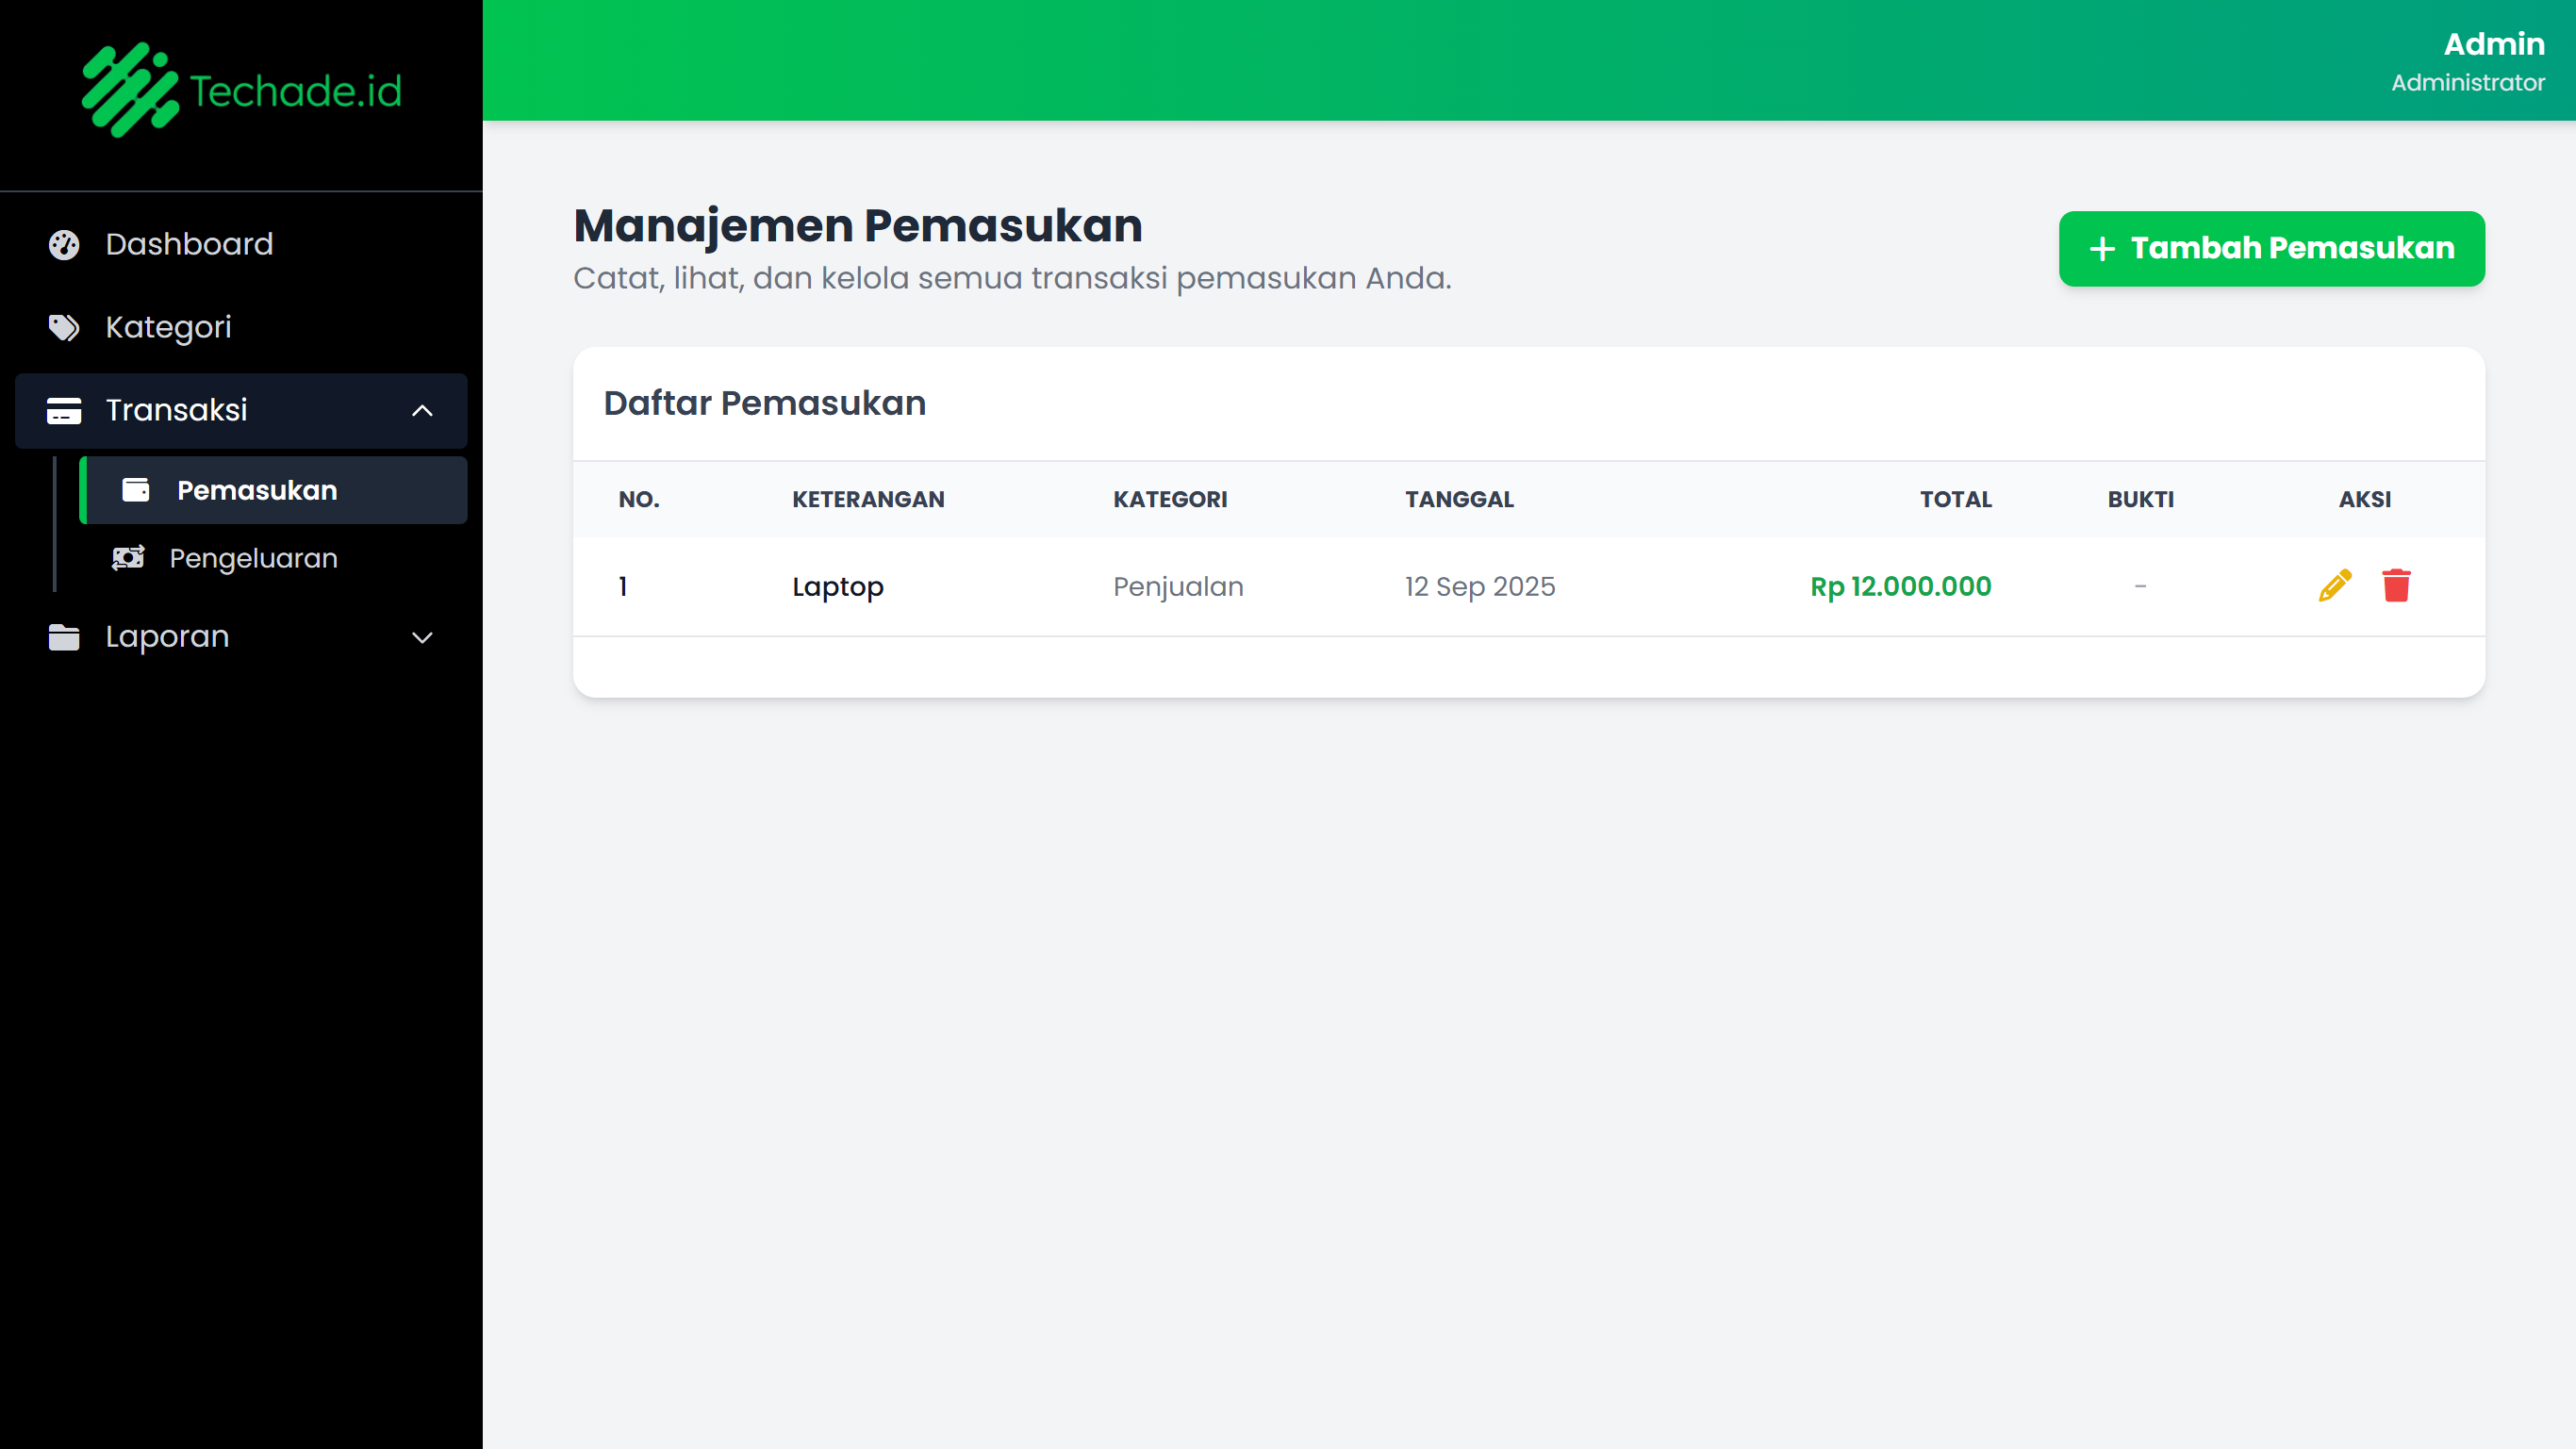 Techade.id
Dashboard
Kategori
Transaksi
Pemasukan
Pengeluaran
Laporan
Admin
Administrator
Manajemen Pemasukan
Catat, lihat, dan kelola semua transaksi pemasukan Anda.
Tambah Pemasukan
Daftar Pemasukan
NO. KETERANGAN KATEGORI TANGGAL TOTAL BUKTI AKSI
1 Laptop Penjualan 12 Sep 2025 Rp 12.000.000 -